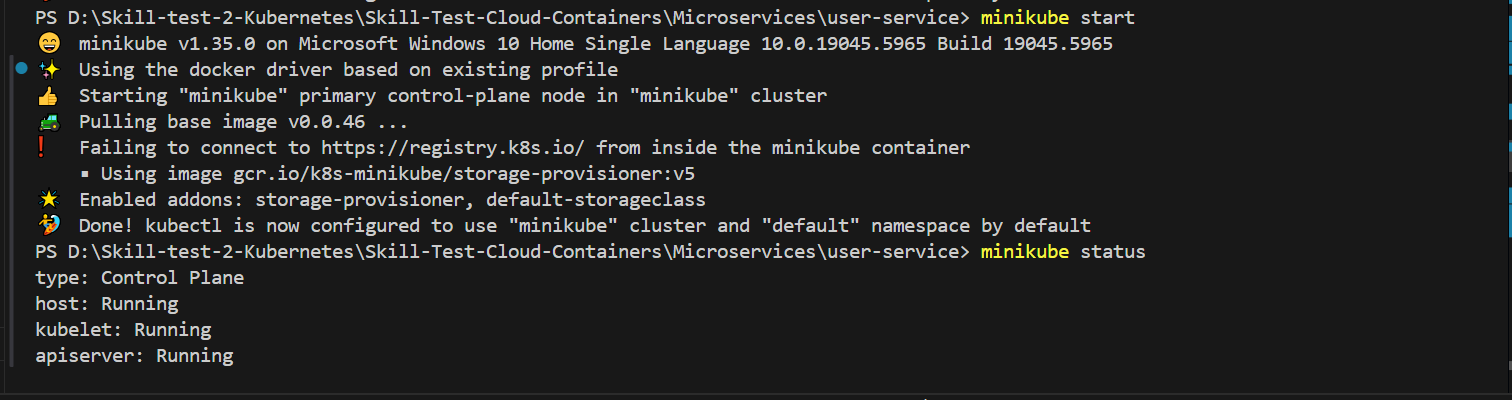 PS D:\Skill-test-2-Kubernetes\Skill-Test-Cloud-Containers\Microservices\user-service> minikube start
😄 minikube v1.35.0 on Microsoft Windows 10 Home Single Language 10.0.19045.5965 Build 19045.5965
✨ Using the docker driver based on existing profile
👍 Starting "minikube" primary control-plane node in "minikube" cluster
🚜 Pulling base image v0.0.46 ...
❗ Failing to connect to https://registry.k8s.io/ from inside the minikube container
▪ Using image gcr.io/k8s-minikube/storage-provisioner:v5
🌟 Enabled addons: storage-provisioner, default-storageclass
🏄 Done! kubectl is now configured to use "minikube" cluster and "default" namespace by default
PS D:\Skill-test-2-Kubernetes\Skill-Test-Cloud-Containers\Microservices\user-service> minikube status
type: Control Plane
host: Running
kubelet: Running
apiserver: Running